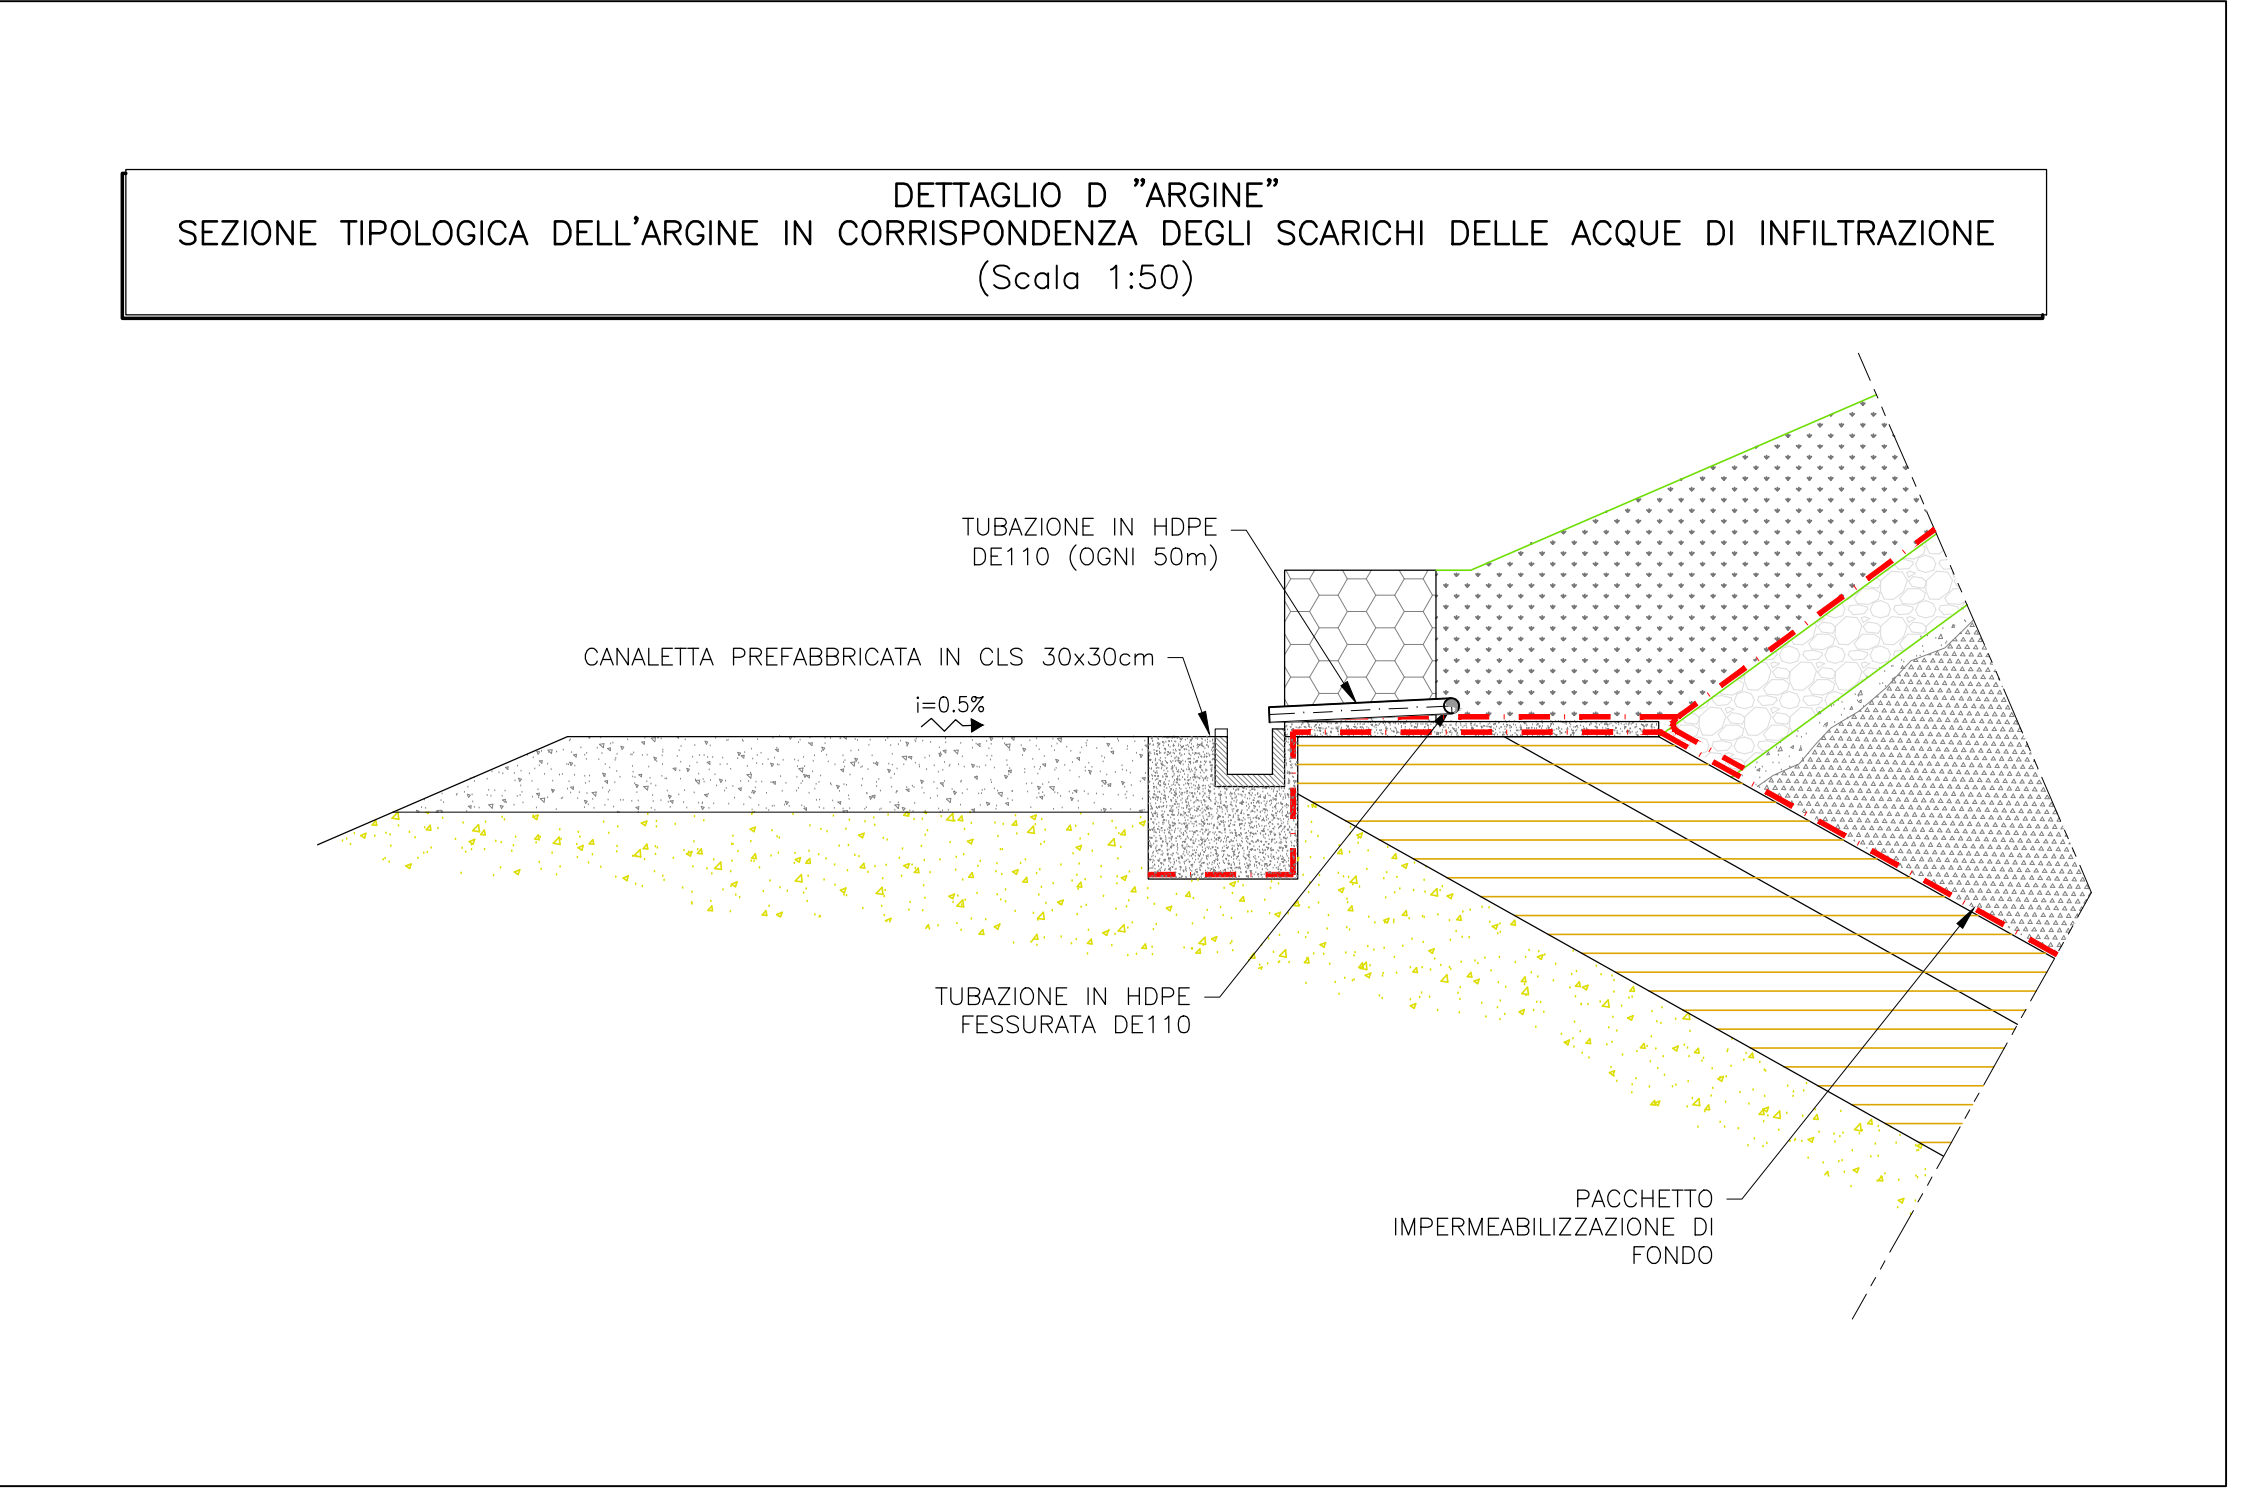 DETTAGLIO D "ARGINE"
SEZIONE TIPOLOGICA DELL'ARGINE IN CORRISPONDENZA DEGLI SCARICHI DELLE ACQUE DI INFILTRAZIONE
(Scala 1:50)
TUBAZIONE IN HDPE
DE110 (OGNI 50m)
CANALETTA PREFABBRICATA IN CLS 30x30cm
i=0.5%
TUBAZIONE IN HDPE
FESSURATA DE110
PACCHETTO
IMPERMEABILIZZAZIONE DI
FONDO